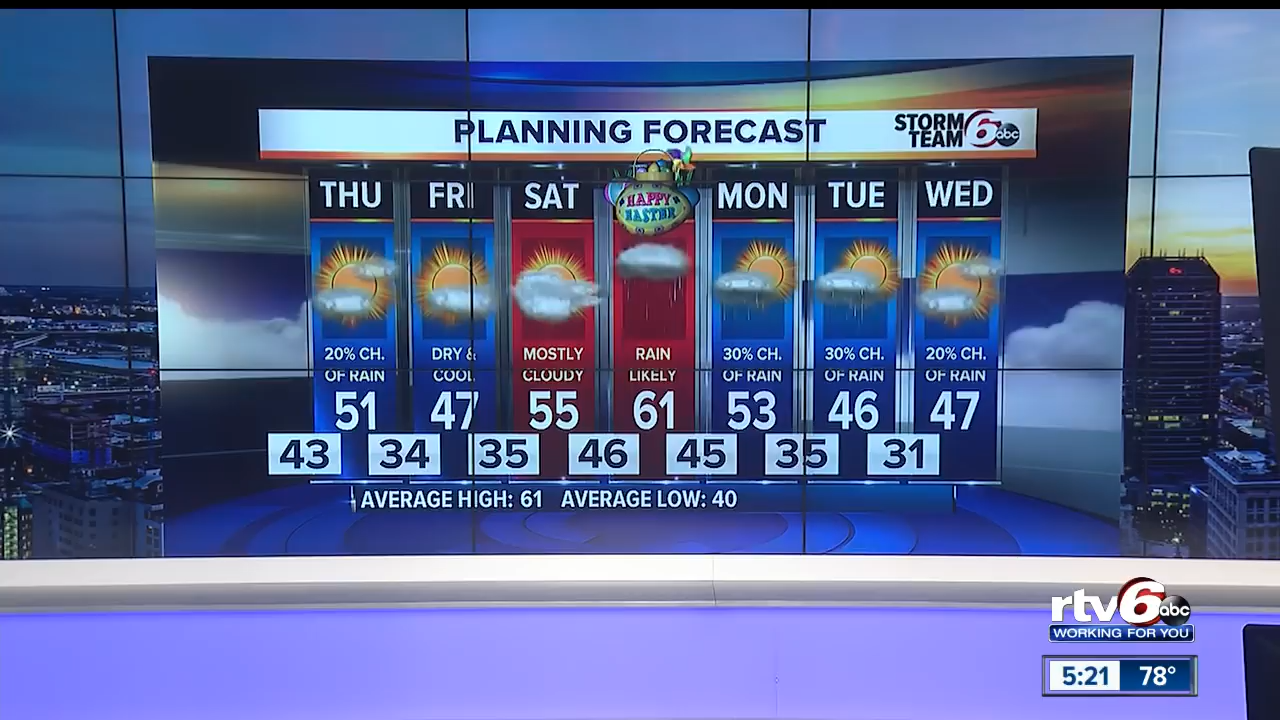 PLANNING FORECAST
STORM TEAM 6 abc
THU FRI SAT HAPPY EASTER MON TUE WED
20% CH. OF RAIN
DRY & COOL
MOSTLY CLOUDY
RAIN LIKELY
30% CH. OF RAIN
30% CH. OF RAIN
20% CH. OF RAIN
51 47 55 61 53 46 47
43 34 35 46 45 35 31
AVERAGE HIGH: 61 AVERAGE LOW: 40
rtv6 abc
WORKING FOR YOU
5:21 78°